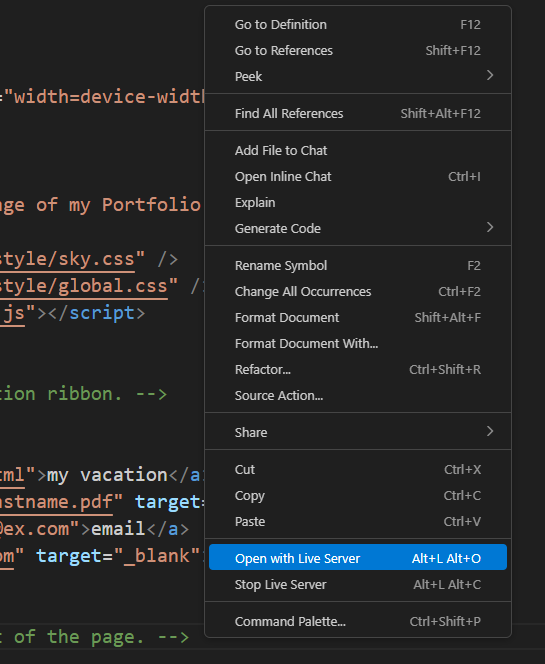 Go to Definition F12
Go to References Shift+F12
="width=device-width
Peek
Find All References Shift+Alt+F12
Add File to Chat
Open Inline Chat Ctrl+I
age of my Portfolio
Explain
Generate Code
style/sky.css" />
Rename Symbol F2
style/global.css" />
Change All Occurrences Ctrl+F2
js"></script>
Format Document Shift+Alt+F
Format Document With...
Refactor... Ctrl+Shift+R
tion ribbon. -->
Source Action...
Share
tml">my vacation</a
Cut Ctrl+X
astname.pdf" target=
Copy Ctrl+C
@ex.com">email</a>
Paste Ctrl+V
om" target="_blank"
Open with Live Server Alt+L Alt+O
Stop Live Server Alt+L Alt+C
Command Palette... Ctrl+Shift+P
t of the page. -->